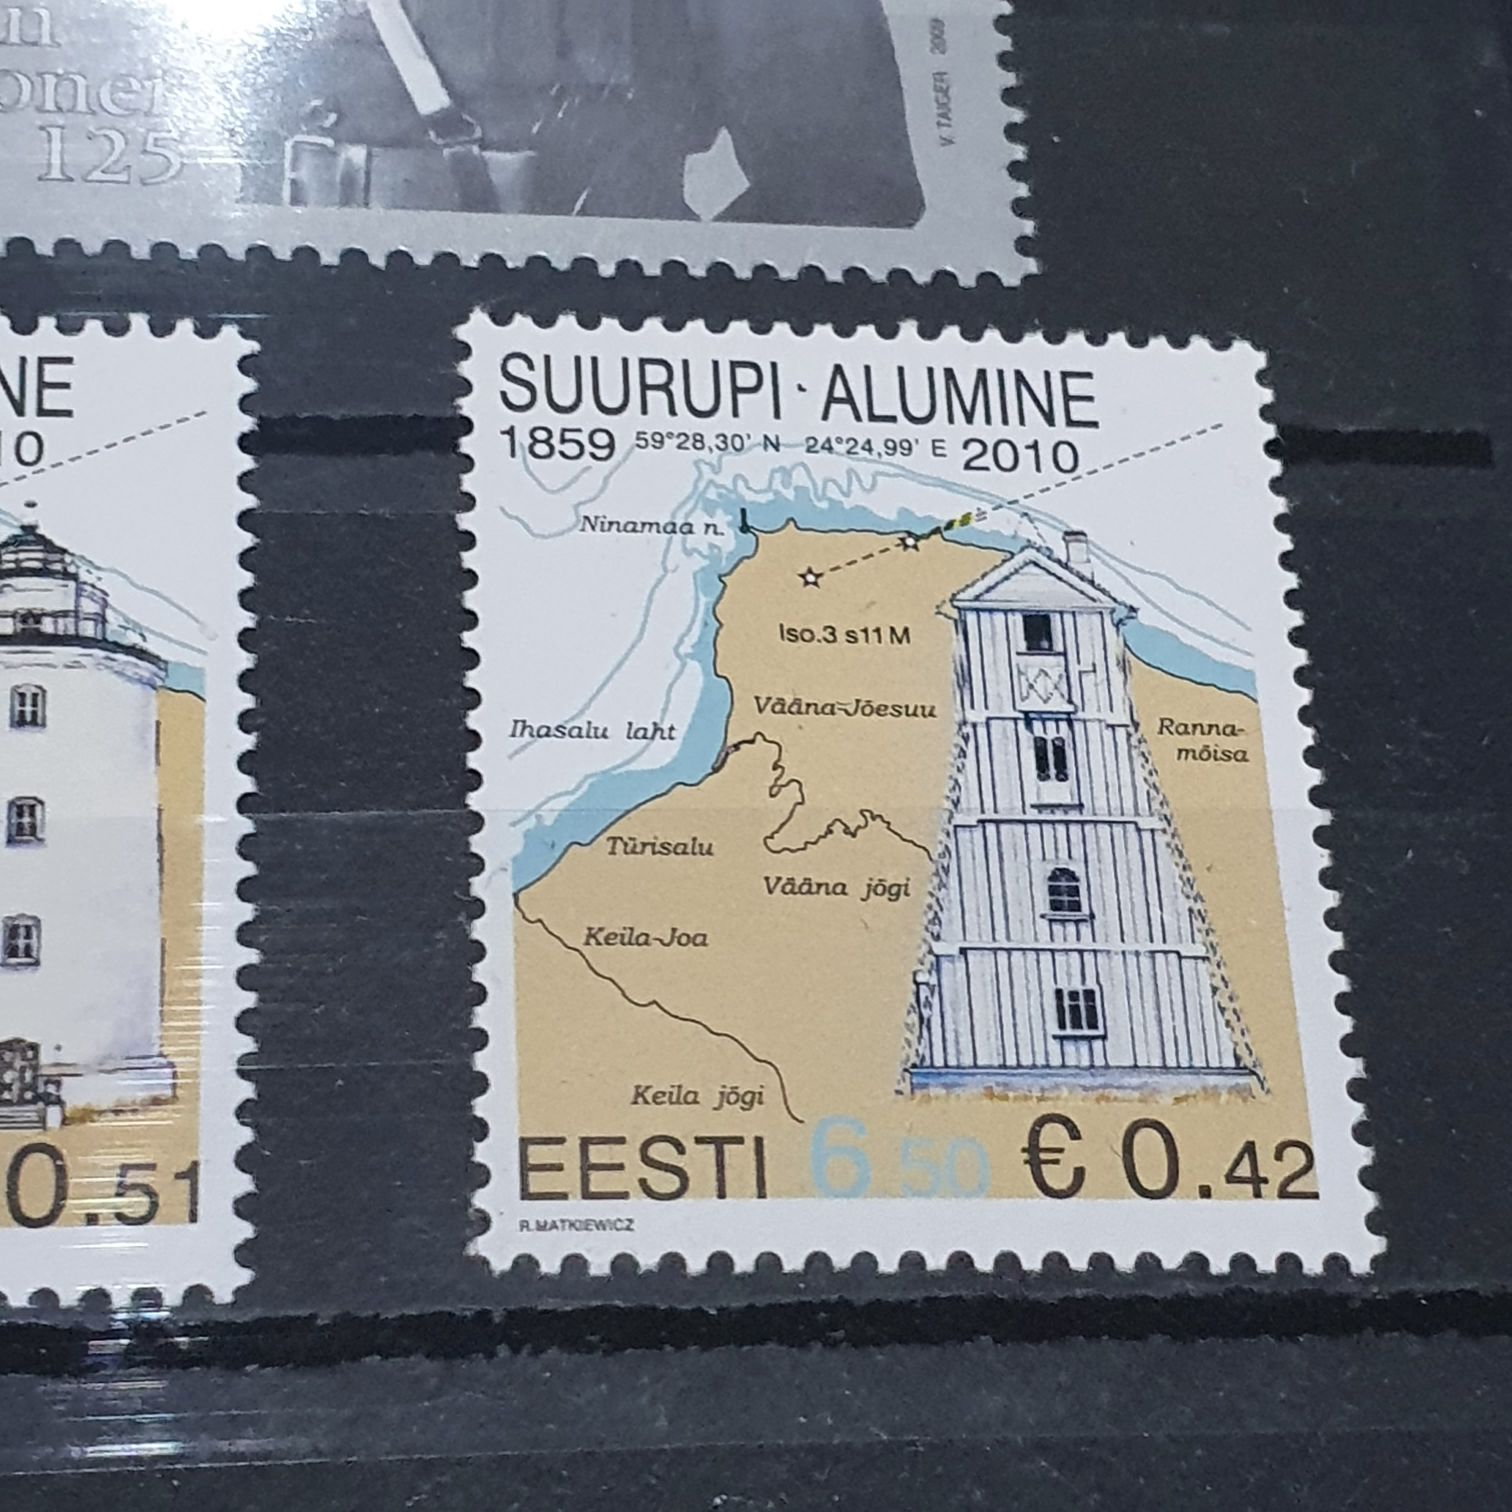 125
V. TAIGER 2009
NE
10
0.51
SUURUPI · ALUMINE
1859 59°28,30' N 24°24,99' E 2010
Ninamaa n.
Iso.3 s11 M
Vääna-Jõesuu
Ihasalu laht
Ranna-
mõisa
Türisalu
Vääna jõgi
Keila-Joa
Keila jõgi
EESTI 6 50 € 0.42
R.MATKIEWICZ